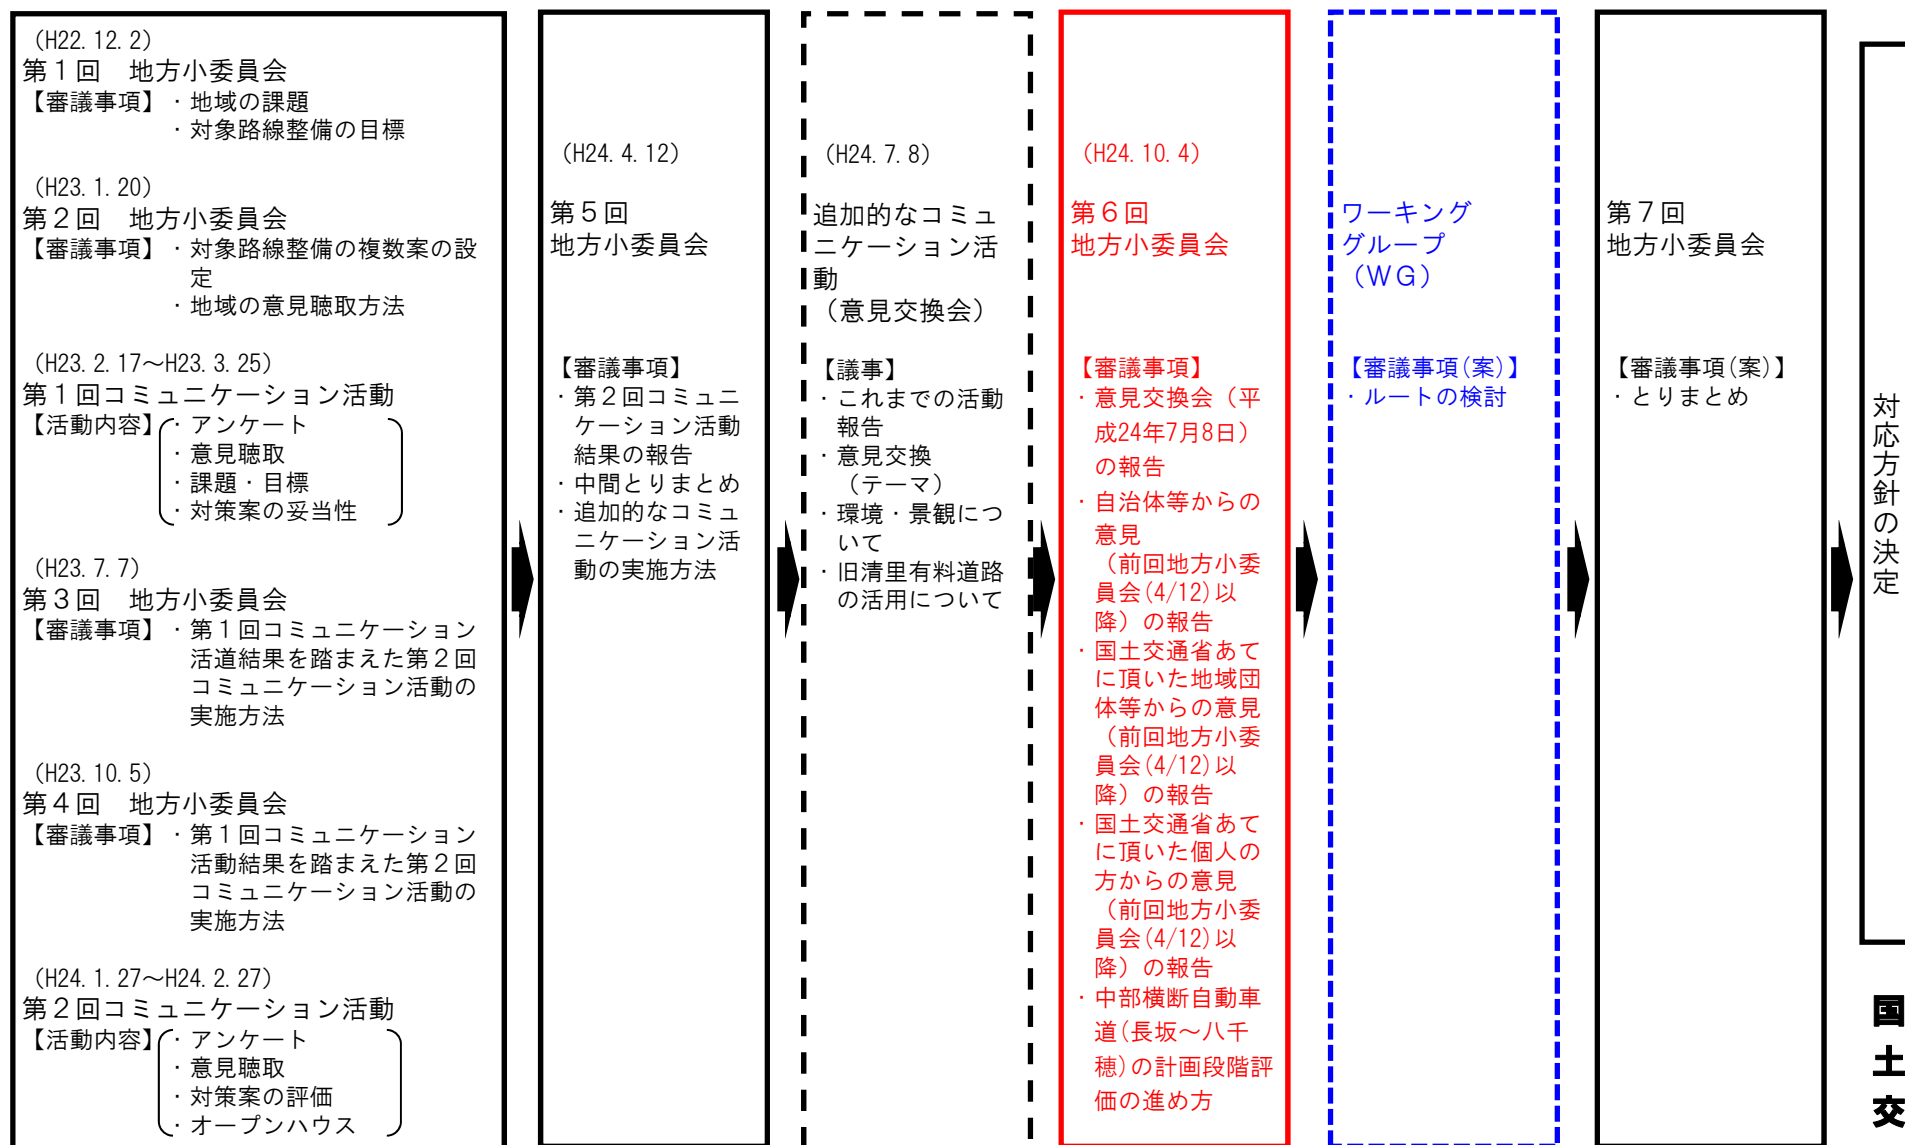 (H22.12.2)
第１回　地方小委員会
【審議事項】・地域の課題
・対象路線整備の目標
(H23.1.20)
第２回　地方小委員会
【審議事項】・対象路線整備の複数案の設
定
・地域の意見聴取方法
(H23.2.17～H23.3.25)
第１回コミュニケーション活動
【活動内容】・アンケート
・意見聴取
・課題・目標
・対策案の妥当性
(H23.7.7)
第３回　地方小委員会
【審議事項】・第１回コミュニケーション
活道結果を踏まえた第２回
コミュニケーション活動の
実施方法
(H23.10.5)
第４回　地方小委員会
【審議事項】・第１回コミュニケーション
活動結果を踏まえた第２回
コミュニケーション活動の
実施方法
(H24.1.27～H24.2.27)
第２回コミュニケーション活動
【活動内容】・アンケート
・意見聴取
・対策案の評価
・オープンハウス
(H24.4.12)
第５回
地方小委員会
【審議事項】
・第２回コミュニ
ケーション活動
結果の報告
・中間とりまとめ
・追加的なコミュ
ニケーション活
動の実施方法
(H24.7.8)
追加的なコミュ
ニケーション活
動
（意見交換会）
【議事】
・これまでの活動
報告
・意見交換
（テーマ）
・環境・景観につ
いて
・旧清里有料道路
の活用について
(H24.10.4)
第６回
地方小委員会
【審議事項】
・意見交換会（平
成24年7月8日）
の報告
・自治体等からの
意見
（前回地方小委
員会(4/12)以
降）の報告
・国土交通省あて
に頂いた地域団
体等からの意見
（前回地方小委
員会(4/12)以
降）の報告
・国土交通省あて
に頂いた個人の
方からの意見
（前回地方小委
員会(4/12)以
降）の報告
・中部横断自動車
道(長坂～八千
穂)の計画段階評
価の進め方
ワーキング
グループ
（ＷＧ）
【審議事項(案)】
・ルートの検討
第７回
地方小委員会
【審議事項(案)】
・とりまとめ
対応方針の決定
国土交